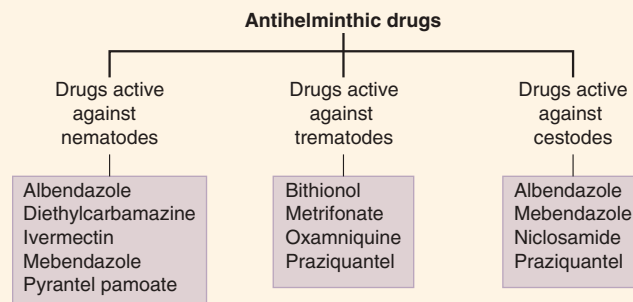 Antihelminthic drugs
Drugs active
against
nematodes
Albendazole
Diethylcarbamazine
Ivermectin
Mebendazole
Pyrantel pamoate
Drugs active
against
trematodes
Bithionol
Metrifonate
Oxamniquine
Praziquantel
Drugs active
against
cestodes
Albendazole
Mebendazole
Niclosamide
Praziquantel